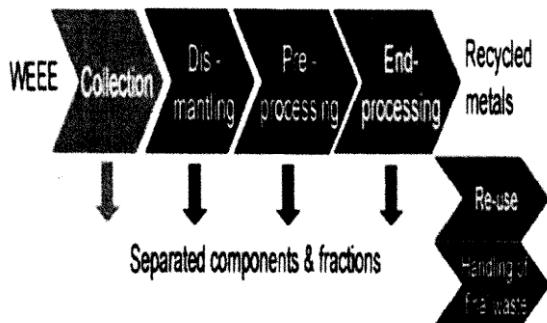 WEEE
Collection
Dis -
mantling
Pre -
processing
End-
processing
Recycled
metals
Re-use
Separated components & fractions
Handling of
final waste